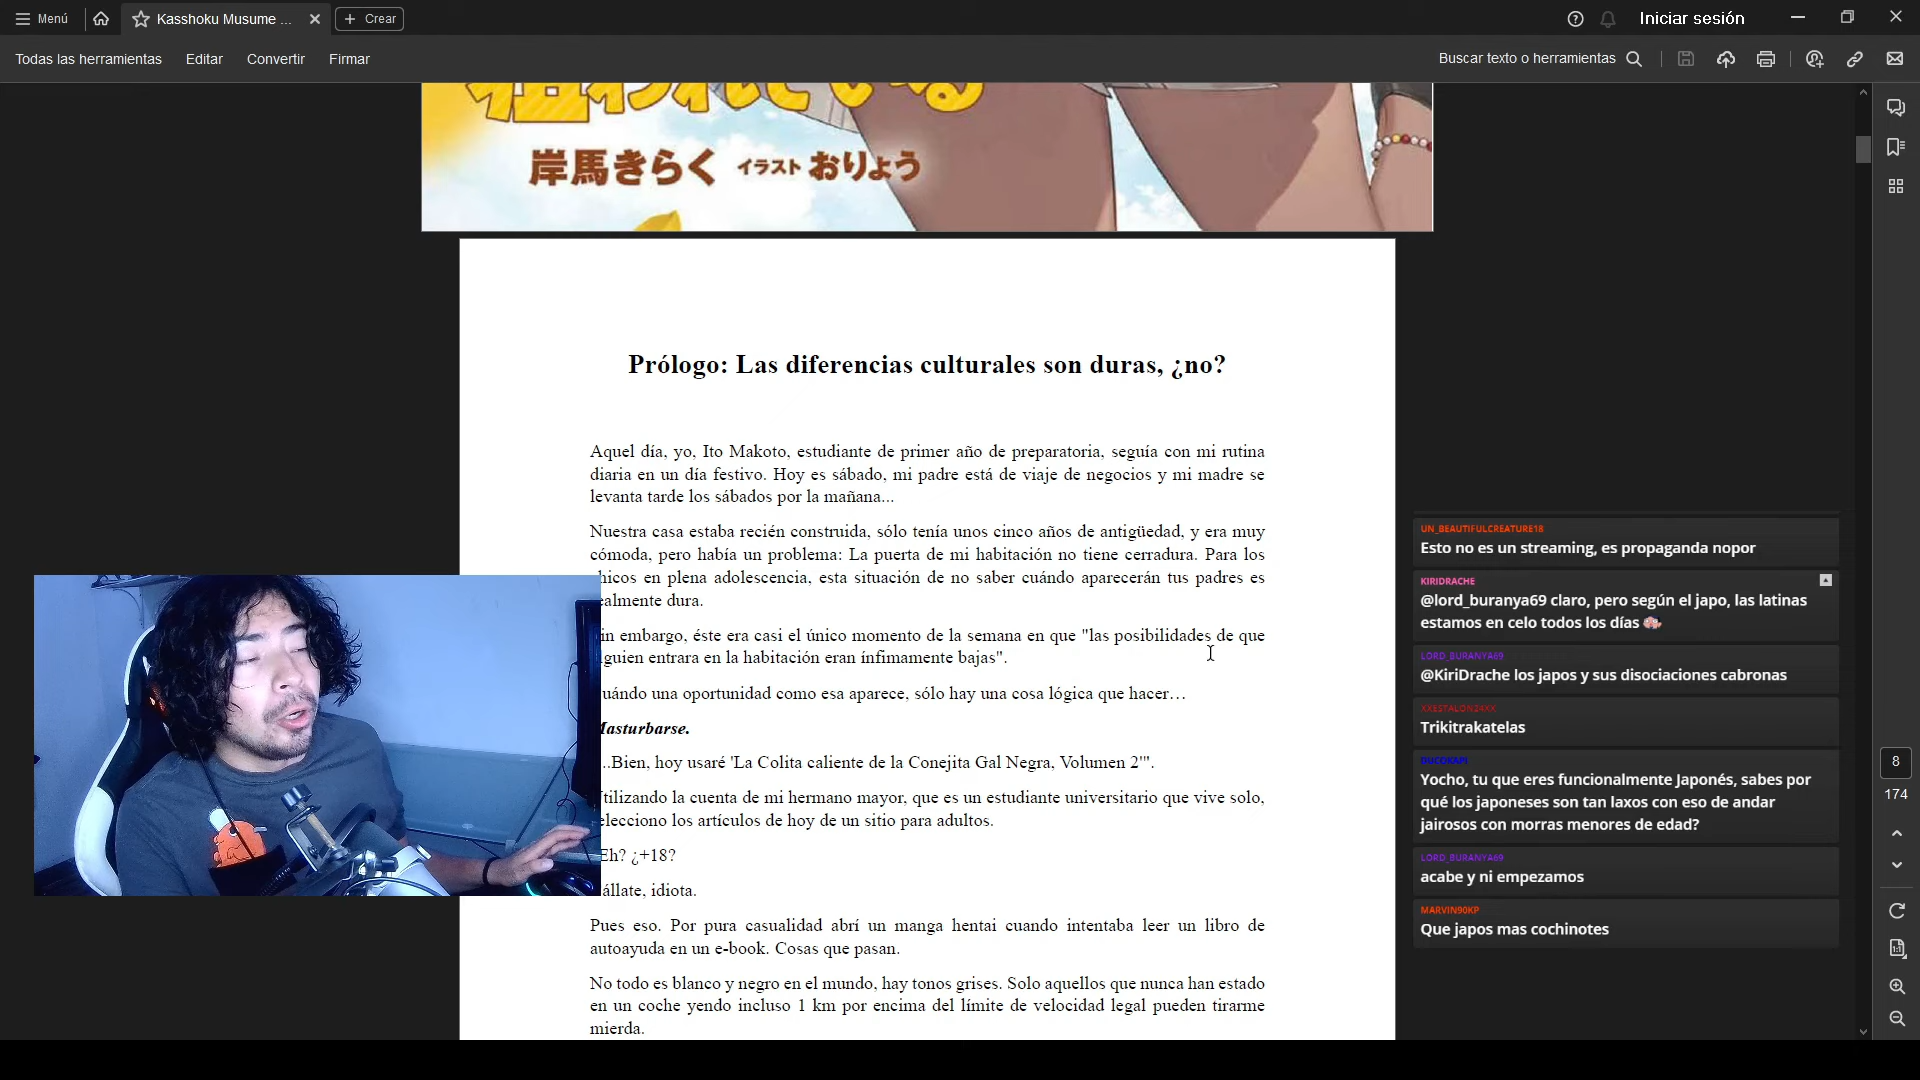 Menú
Kasshoku Musume ...
Crear
Iniciar sesión
Todas las herramientas
Editar
Convertir
Firmar
Buscar texto o herramientas
岸馬きらく イラスト おりょう
Prólogo: Las diferencias culturales son duras, ¿no?
Aquel día, yo, Ito Makoto, estudiante de primer año de preparatoria, seguía con mi rutina
diaria en un día festivo. Hoy es sábado, mi padre está de viaje de negocios y mi madre se
levanta tarde los sábados por la mañana...
Nuestra casa estaba recién construida, sólo tenía unos cinco años de antigüedad, y era muy
cómoda, pero había un problema: La puerta de mi habitación no tiene cerradura. Para los
hicos en plena adolescencia, esta situación de no saber cuándo aparecerán tus padres es
ealmente dura.
in embargo, éste era casi el único momento de la semana en que "las posibilidades de que
guien entrara en la habitación eran ínfimamente bajas".
uándo una oportunidad como esa aparece, sólo hay una cosa lógica que hacer…
Masturbarse.
..Bien, hoy usaré 'La Colita caliente de la Conejita Gal Negra, Volumen 2'".
tilizando la cuenta de mi hermano mayor, que es un estudiante universitario que vive solo,
elecciono los artículos de hoy de un sitio para adultos.
Eh? ¿+18?
állate, idiota.
Pues eso. Por pura casualidad abrí un manga hentai cuando intentaba leer un libro de
autoayuda en un e-book. Cosas que pasan.
No todo es blanco y negro en el mundo, hay tonos grises. Solo aquellos que nunca han estado
en un coche yendo incluso 1 km por encima del límite de velocidad legal pueden tirarme
mierda.
UN_BEAUTIFULCREATURE18
Esto no es un streaming, es propaganda nopor
KIRIDRACHE
@lord_buranya69 claro, pero según el japo, las latinas
estamos en celo todos los días
LORD_BURANYA69
@KiriDrache los japos y sus disociaciones cabronas
XXESTALON24XX
Trikitrakatelas
DUCOKAPI
Yocho, tu que eres funcionalmente Japonés, sabes por
qué los japoneses son tan laxos con eso de andar
jairosos con morras menores de edad?
LORD_BURANYA69
acabe y ni empezamos
MARVIN90KP
Que japos mas cochinotes
8
174